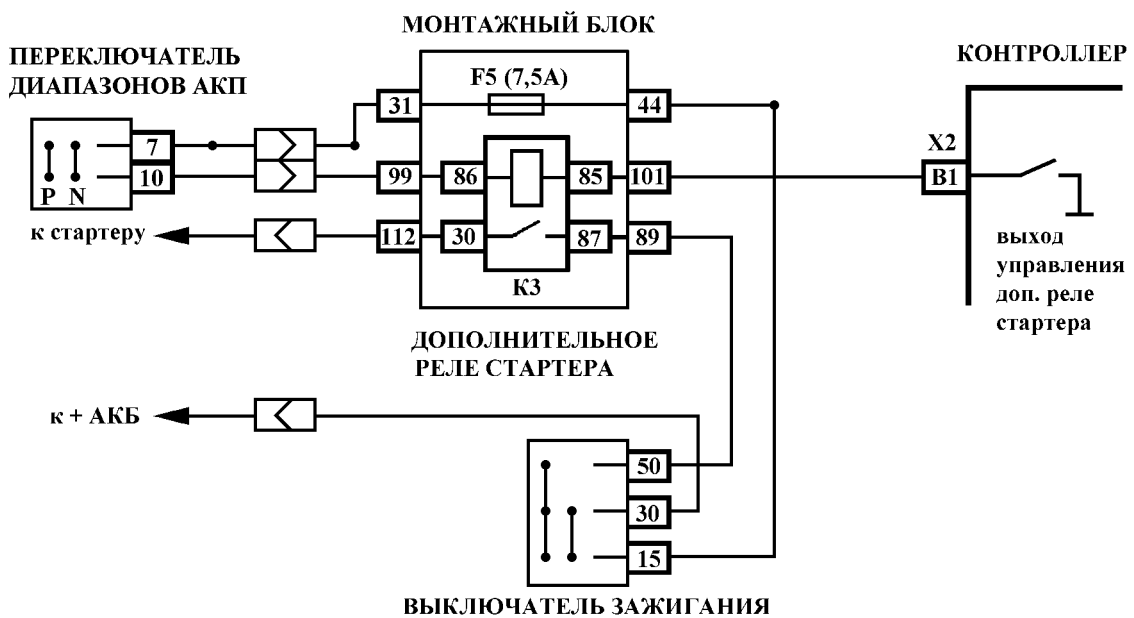 МОНТАЖНЫЙ БЛОК
ПЕРЕКЛЮЧАТЕЛЬ
ДИАПАЗОНОВ АКП
КОНТРОЛЛЕР
F5 (7,5А)
31
44
7
10
P N
99
86
85
101
X2
B1
к стартеру
112
30
87
89
К3
выход
управления
доп. реле
стартера
ДОПОЛНИТЕЛЬНОЕ
РЕЛЕ СТАРТЕРА
к + АКБ
50
30
15
ВЫКЛЮЧАТЕЛЬ ЗАЖИГАНИЯ